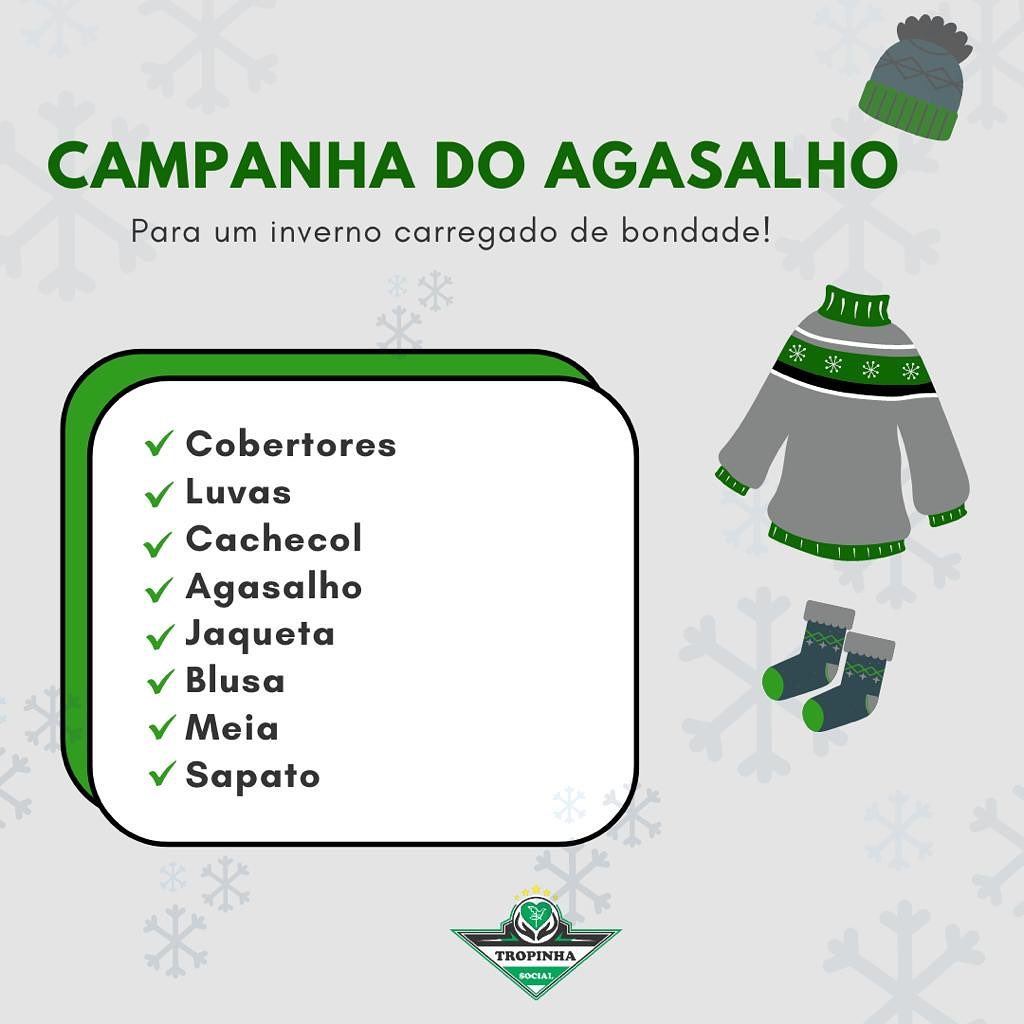 CAMPANHA DO AGASALHO
Para um inverno carregado de bondade!
Cobertores
Luvas
Cachecol
Agasalho
Jaqueta
Blusa
Meia
Sapato
TROPINHA
SOCIAL